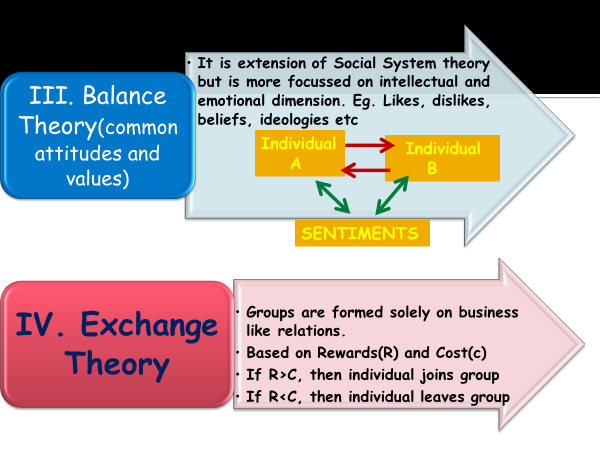 III. Balance
Theory(common
attitudes and
values)
• It is extension of Social System theory
but is more focussed on intellectual and
emotional dimension. Eg. Likes, dislikes,
beliefs, ideologies etc
Individual
A
Individual
B
SENTIMENTS
IV. Exchange
Theory
• Groups are formed solely on business
like relations.
• Based on Rewards(R) and Cost(c)
• If R>C, then individual joins group
• If R<C, then individual leaves group